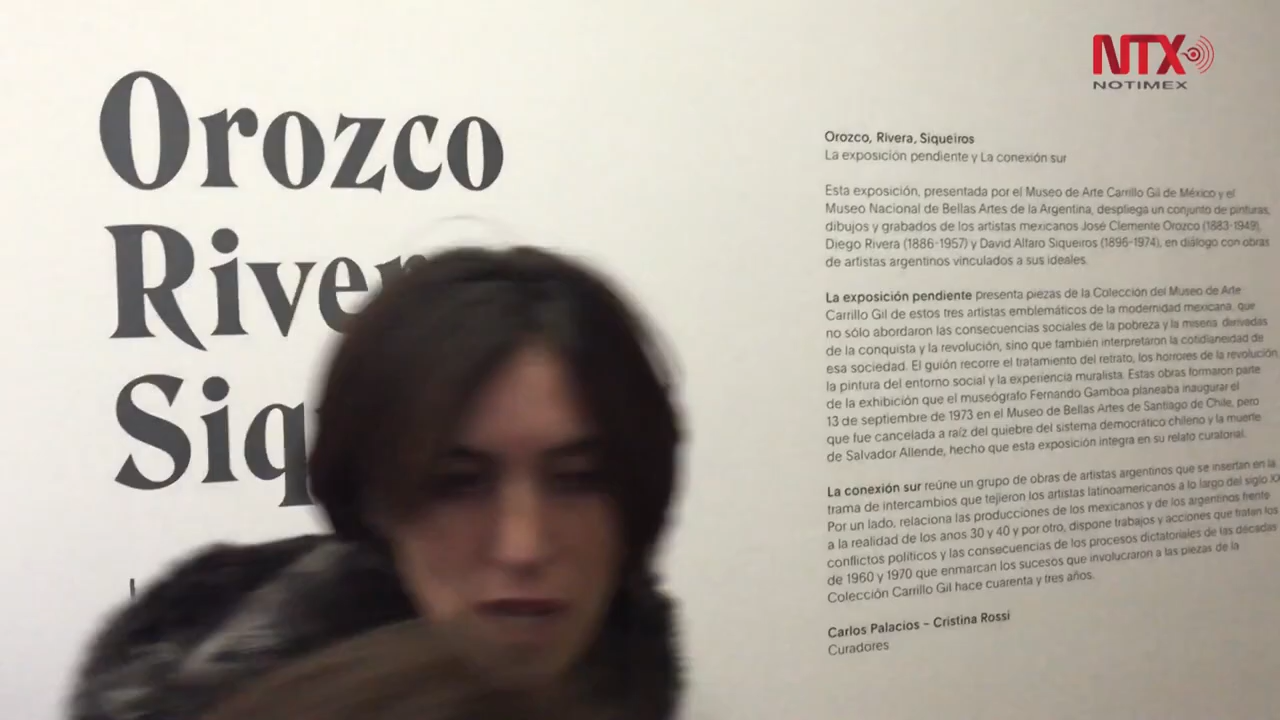 NTX
NOTIMEX
Orozco
River
Siq
Orozco, Rivera, Siqueiros
La exposición pendiente y La conexión sur
Esta exposición, presentada por el Museo de Arte Carrillo Gil de México y el
Museo Nacional de Bellas Artes de la Argentina, despliega un conjunto de pinturas,
dibujos y grabados de los artistas mexicanos José Clemente Orozco (1883-1949),
Diego Rivera (1886-1957) y David Alfaro Siqueiros (1896-1974), en diálogo con obras
de artistas argentinos vinculados a sus ideales.
La exposición pendiente presenta piezas de la Colección del Museo de Arte
Carrillo Gil de estos tres artistas emblemáticos de la modernidad mexicana, que
no sólo abordaron las consecuencias sociales de la pobreza y la miseria derivadas
de la conquista y la revolución, sino que también interpretaron la cotidianeidad de
esa sociedad. El guión recorre el tratamiento del retrato, los horrores de la revolución,
la pintura del entorno social y la experiencia muralista. Estas obras formaron parte
de la exhibición que el museógrafo Fernando Gamboa planeaba inaugurar el
13 de septiembre de 1973 en el Museo de Bellas Artes de Santiago de Chile, pero
que fue cancelada a raíz del quiebre del sistema democrático chileno y la muerte
de Salvador Allende, hecho que esta exposición integra en su relato curatorial.
La conexión sur reúne un grupo de obras de artistas argentinos que se insertan en la
trama de intercambios que tejieron los artistas latinoamericanos a lo largo del siglo XX.
Por un lado, relaciona las producciones de los mexicanos y de los argentinos frente
a la realidad de los anos 30 y 40 y por otro, dispone trabajos y acciones que tratan los
conflictos políticos y las consecuencias de los procesos dictatoriales de las décadas
de 1960 y 1970 que enmarcan los sucesos que involucraron a las piezas de la
Colección Carrillo Gil hace cuarenta y tres años.
Carlos Palacios – Cristina Rossi
Curadores